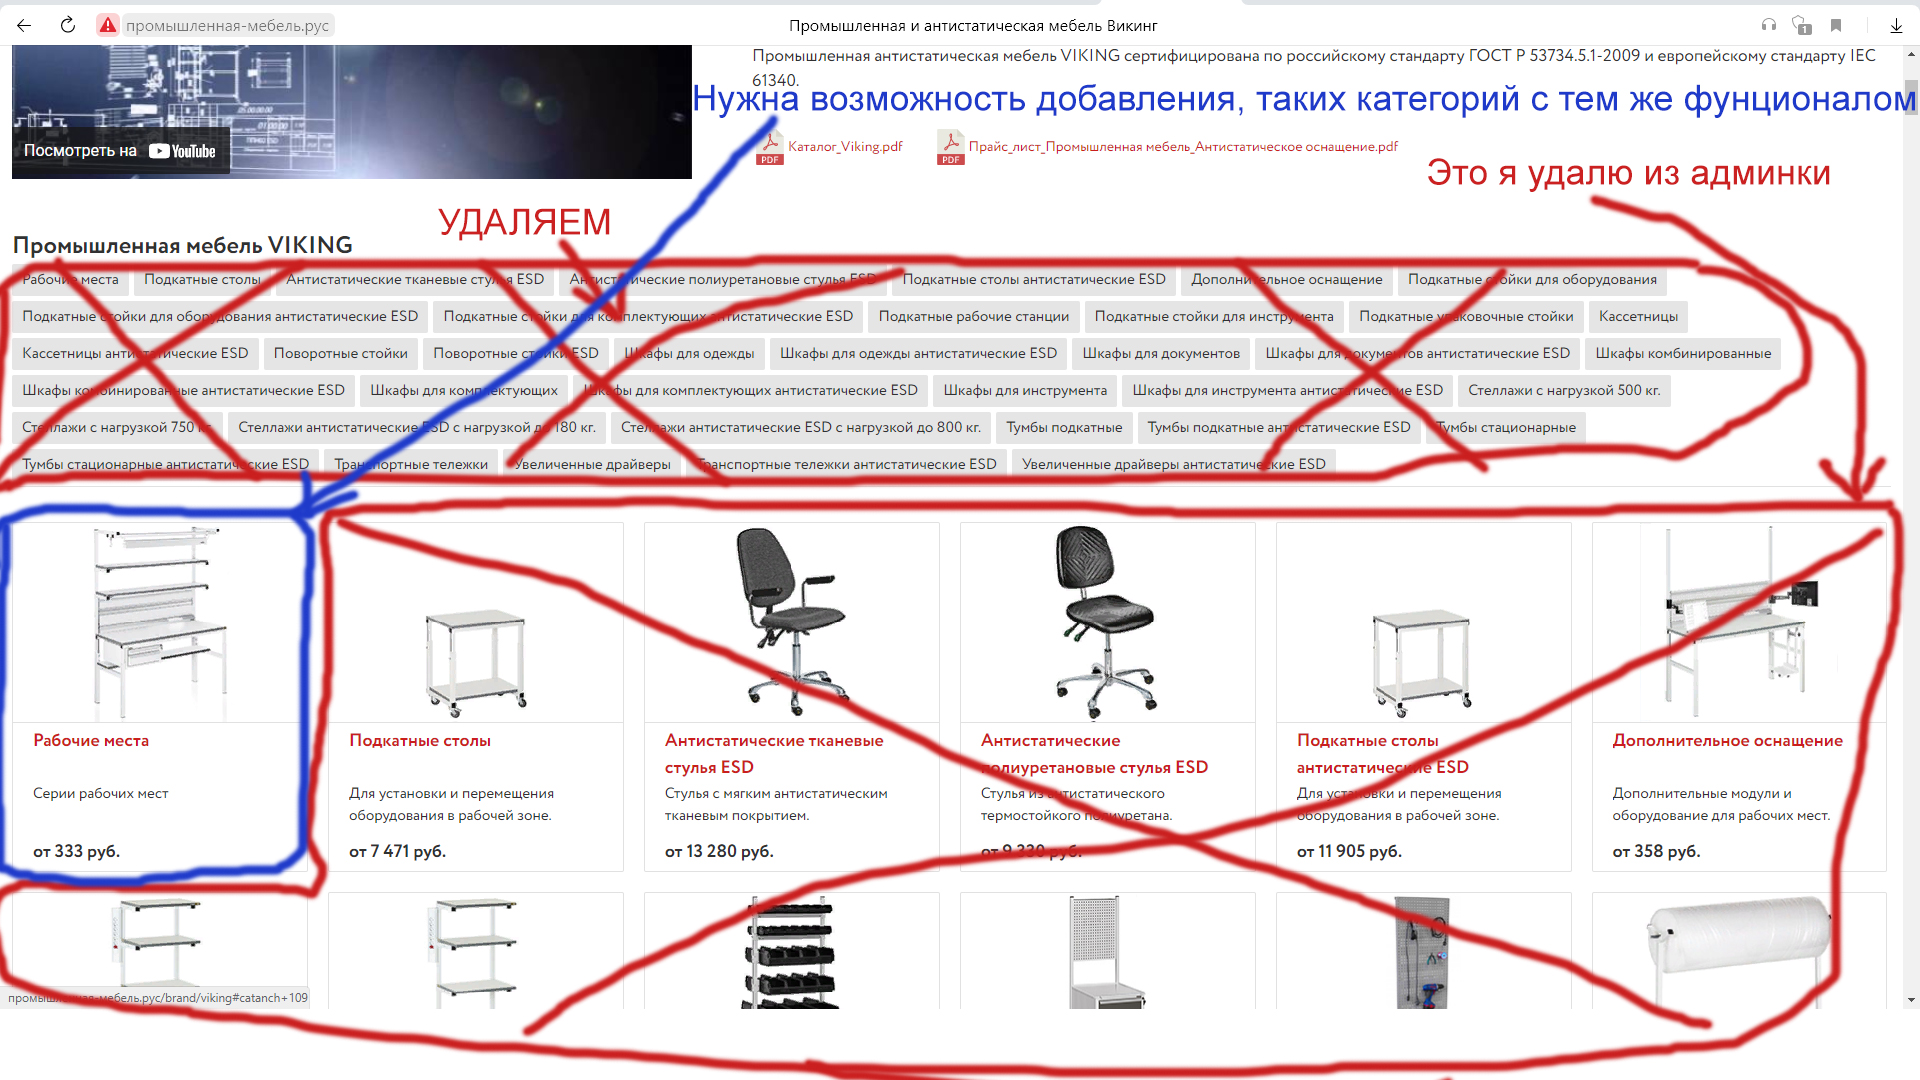 промышленная-мебель.рус
Промышленная и антистатическая мебель Викинг
1
Промышленная антистатическая мебель VIKING сертифицирована по российскому стандарту ГОСТ Р 53734.5.1-2009 и европейскому стандарту IEC
61340.
Нужна возможность добавления, таких категорий с тем же фунционалом
Посмотреть на YouTube
PDF Каталог_Viking.pdf
PDF Прайс_лист_Промышленная мебель_Антистатическое оснащение.pdf
Это я удалю из админки
УДАЛЯЕМ
Промышленная мебель VIKING
Рабочие места Подкатные столы Антистатические тканевые стулья ESD Антистатические полиуретановые стулья ESD Подкатные столы антистатические ESD Дополнительное оснащение Подкатные стойки для оборудования
Подкатные стойки для оборудования антистатические ESD Подкатные стойки для комплектующих антистатические ESD Подкатные рабочие станции Подкатные стойки для инструмента Подкатные упаковочные стойки Кассетницы
Кассетницы антистатические ESD Поворотные стойки Поворотные стойки ESD Шкафы для одежды Шкафы для одежды антистатические ESD Шкафы для документов Шкафы для документов антистатические ESD Шкафы комбинированные
Шкафы комбинированные антистатические ESD Шкафы для комплектующих Шкафы для комплектующих антистатические ESD Шкафы для инструмента Шкафы для инструмента антистатические ESD Стеллажи с нагрузкой 500 кг.
Стеллажи с нагрузкой 750 кг. Стеллажи антистатические ESD с нагрузкой до 180 кг. Стеллажи антистатические ESD с нагрузкой до 800 кг. Тумбы подкатные Тумбы подкатные антистатические ESD Тумбы стационарные
Тумбы стационарные антистатические ESD Транспортные тележки Увеличенные драйверы Транспортные тележки антистатические ESD Увеличенные драйверы антистатические ESD
Рабочие места
Серии рабочих мест
от 333 руб.
Подкатные столы
Для установки и перемещения
оборудования в рабочей зоне.
от 7 471 руб.
Антистатические тканевые
стулья ESD
Стулья с мягким антистатическим
тканевым покрытием.
от 13 280 руб.
Антистатические
полиуретановые стулья ESD
Стулья из антистатического
термостойкого полиуретана.
от 9 330 руб.
Подкатные столы
антистатические ESD
Для установки и перемещения
оборудования в рабочей зоне.
от 11 905 руб.
Дополнительное оснащение
Дополнительные модули и
оборудование для рабочих мест.
от 358 руб.
промышленная-мебель.рус/brand/viking#catanch+109